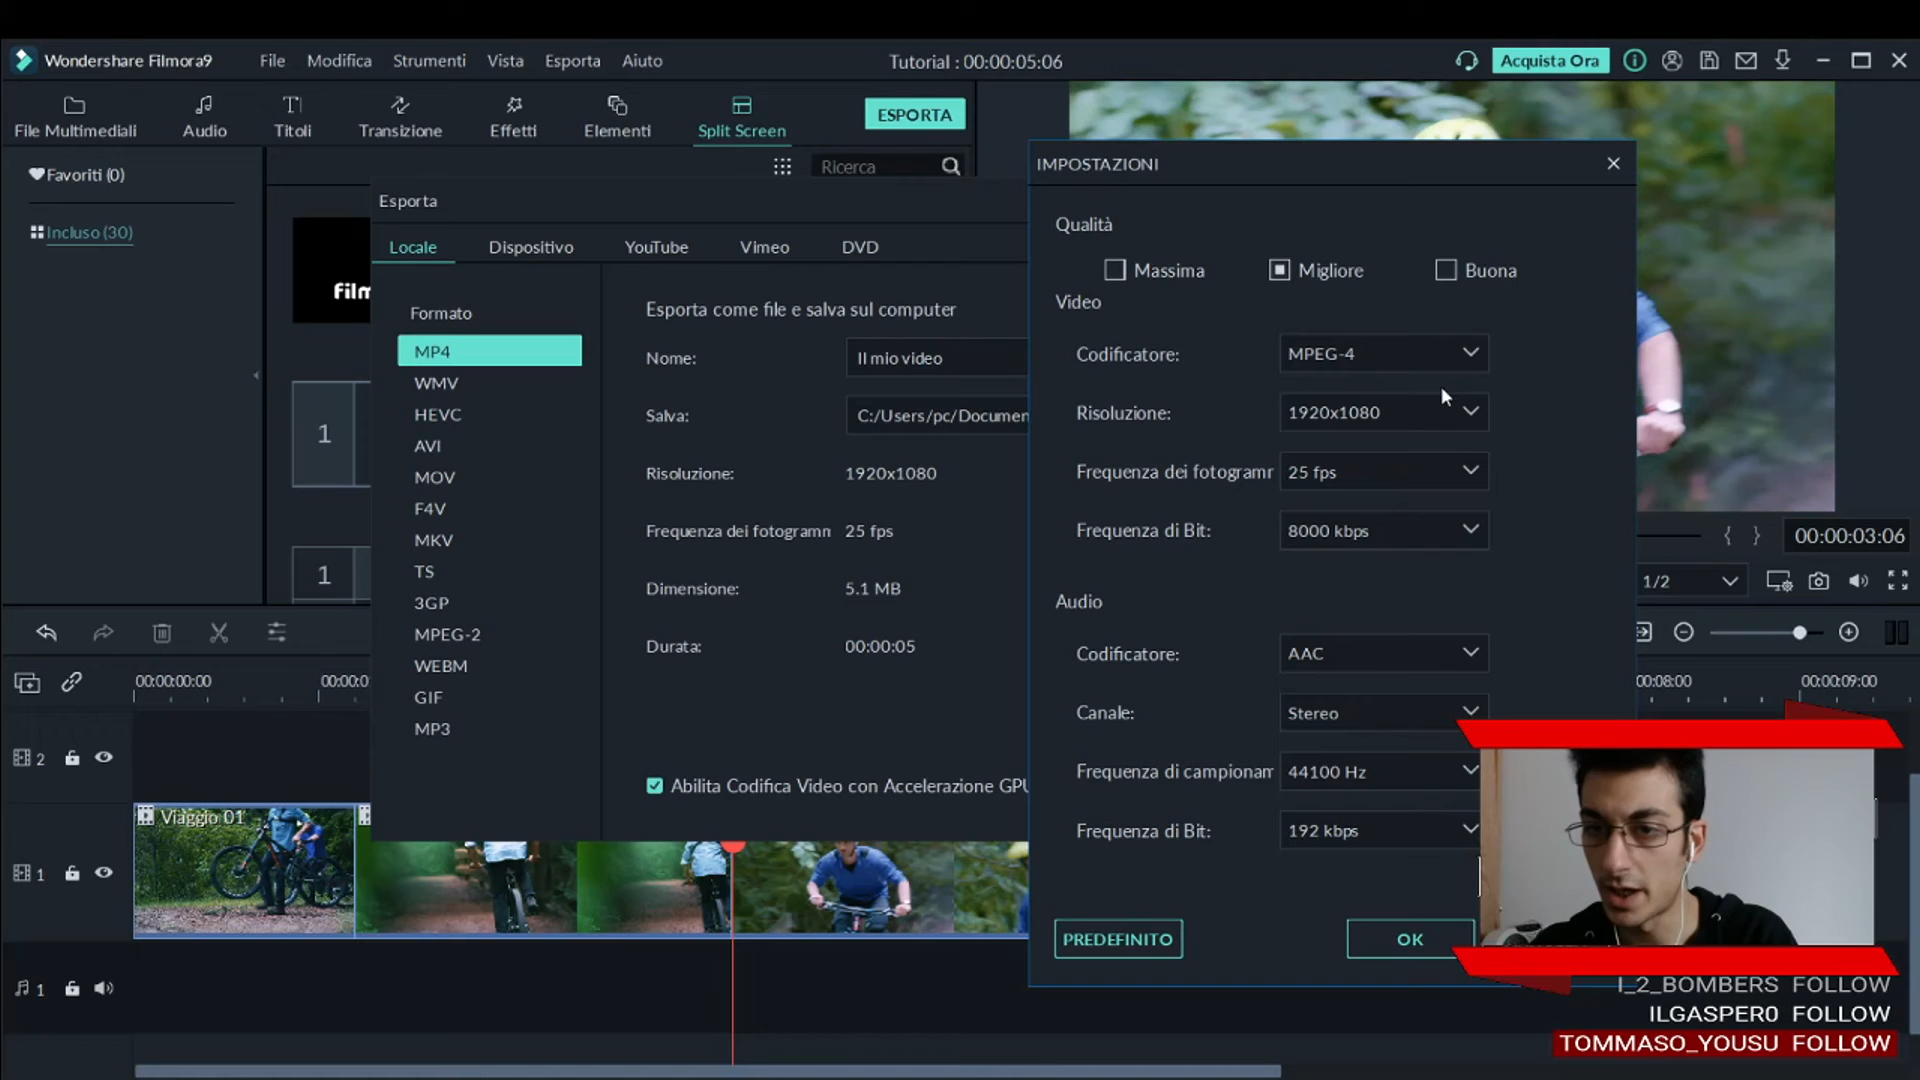 Wondershare Filmora9
File Modifica Strumenti Vista Esporta Aiuto
Tutorial : 00:00:05:06
Acquista Ora
File Multimediali
Audio
Titoli
Transizione
Effetti
Elementi
Split Screen
ESPORTA
Favoriti (0)
Incluso (30)
Ricerca
film
1
1
Esporta
Locale Dispositivo YouTube Vimeo DVD
Formato
MP4
WMV
HEVC
AVI
MOV
F4V
MKV
TS
3GP
MPEG-2
WEBM
GIF
MP3
Esporta come file e salva sul computer
Nome: Il mio video
Salva: C:/Users/pc/Documen
Risoluzione: 1920x1080
Frequenza dei fotogramn 25 fps
Dimensione: 5.1 MB
Durata: 00:00:05
Abilita Codifica Video con Accelerazione GPU
IMPOSTAZIONI
Qualità
Massima Migliore Buona
Video
Codificatore: MPEG-4
Risoluzione: 1920x1080
Frequenza dei fotogramr 25 fps
Frequenza di Bit: 8000 kbps
Audio
Codificatore: AAC
Canale: Stereo
Frequenza di campionam 44100 Hz
Frequenza di Bit: 192 kbps
PREDEFINITO
OK
{ } 00:00:03:06
1/2
00:00:00:00
00:00:0
00:08:00
00:00:09:00
2
Viaggio 01
1
1
I_2_BOMBERS FOLLOW
ILGASPER0 FOLLOW
TOMMASO_YOUSU FOLLOW